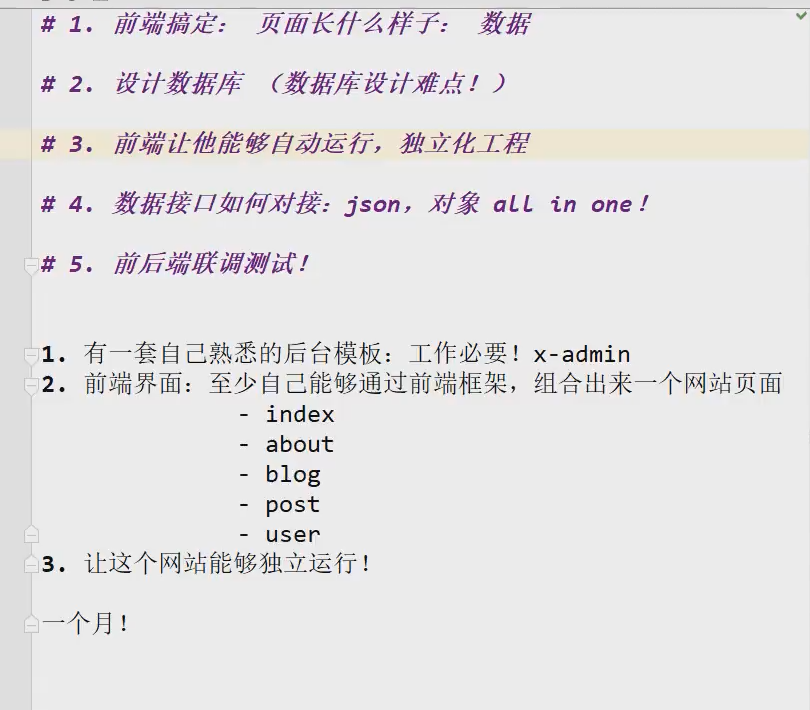 # 1. 前端搞定： 页面长什么样子： 数据
# 2. 设计数据库 （数据库设计难点！）
# 3. 前端让他能够自动运行，独立化工程
# 4. 数据接口如何对接：json，对象 all in one！
# 5. 前后端联调测试！
1. 有一套自己熟悉的后台模板：工作必要！x-admin
2. 前端界面：至少自己能够通过前端框架，组合出来一个网站页面
- index
- about
- blog
- post
- user
3. 让这个网站能够独立运行！
一个月！